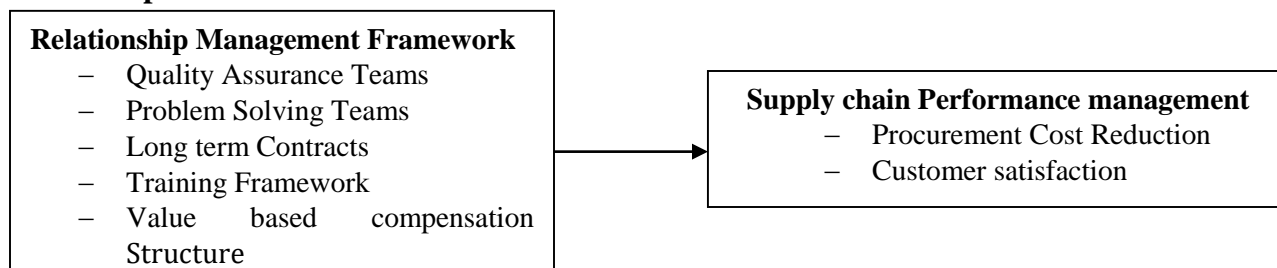 Relationship Management Framework
– Quality Assurance Teams
– Problem Solving Teams
– Long term Contracts
– Training Framework
– Value based compensation
Structure
Supply chain Performance management
– Procurement Cost Reduction
– Customer satisfaction